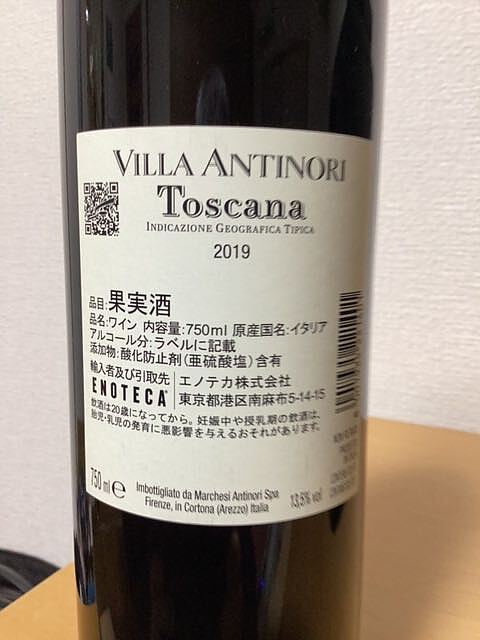 VILLA ANTINORI
Toscana
INDICAZIONE GEOGRAFICA TIPICA
2019
品目:果実酒
品名:ワイン 内容量:750ml 原産国名:イタリア
アルコール分:ラベルに記載
添加物:酸化防止剤(亜硫酸塩)含有
輸入者及び引取先 エノテカ株式会社
ENOTECA 東京都港区南麻布5-14-15
飲酒は20歳になってから。妊娠中や授乳期の飲酒は、
胎児・乳児の発育に悪影響を与えるおそれがあります。
750 ml e
Imbottigliato da Marchesi Antinori Spa
Firenze, in Cortona (Arezzo) Italia
13,5% vol